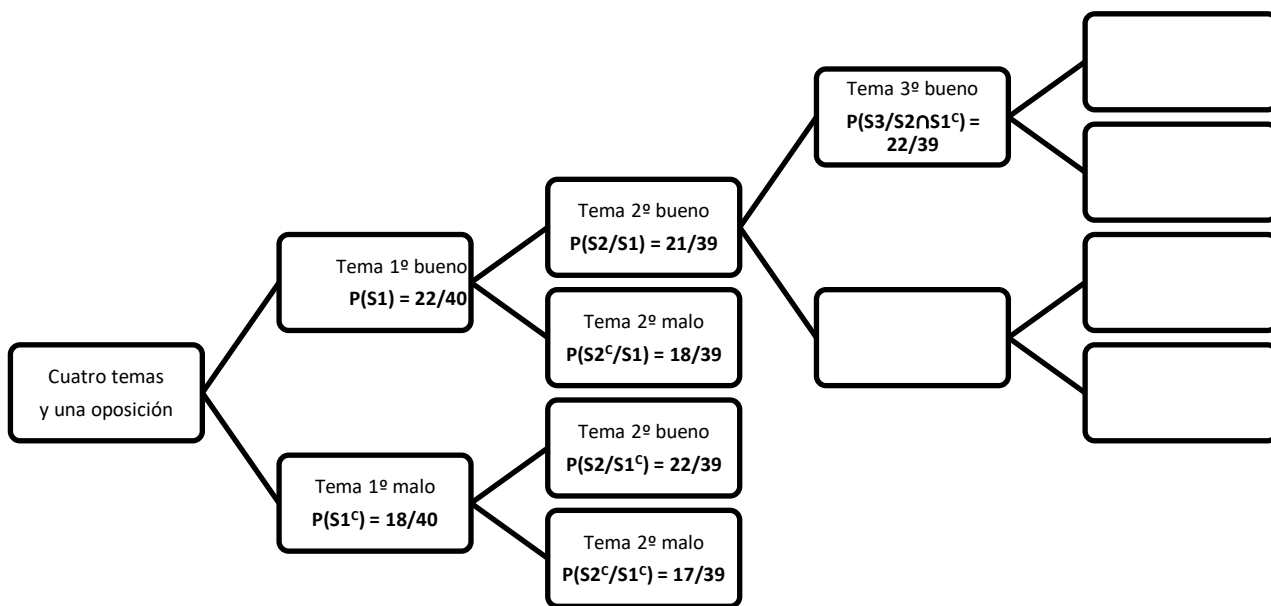 Tema 3º bueno
P(S3/S2∩S1ᶜ) =
22/39
Tema 2º bueno
P(S2/S1) = 21/39
Tema 1º bueno
P(S1) = 22/40
Tema 2º malo
P(S2ᶜ/S1) = 18/39
Cuatro temas
y una oposición
Tema 2º bueno
P(S2/S1ᶜ) = 22/39
Tema 1º malo
P(S1ᶜ) = 18/40
Tema 2º malo
P(S2ᶜ/S1ᶜ) = 17/39